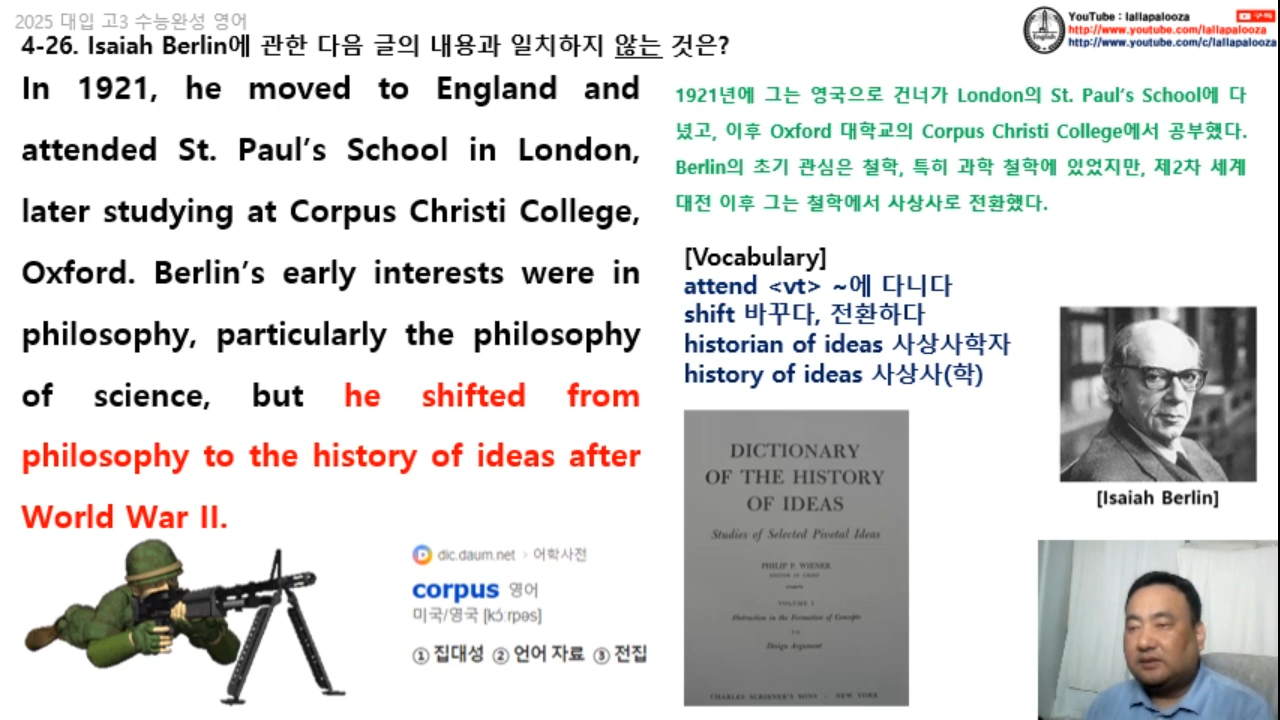 2025 대입 고3 수능완성 영어
4-26. Isaiah Berlin에 관한 다음 글의 내용과 일치하지 않는 것은?
YouTube : lallapalooza
http://www.youtube.com/lallapalooza
http://www.youtube.com/c/lallapalooza
English
In 1921, he moved to England and
attended St. Paul’s School in London,
later studying at Corpus Christi College,
Oxford. Berlin’s early interests were in
philosophy, particularly the philosophy
of science, but he shifted from
philosophy to the history of ideas after
World War II.
1921년에 그는 영국으로 건너가 London의 St. Paul’s School에 다
녔고, 이후 Oxford 대학교의 Corpus Christi College에서 공부했다.
Berlin의 초기 관심은 철학, 특히 과학 철학에 있었지만, 제2차 세계
대전 이후 그는 철학에서 사상사로 전환했다.
[Vocabulary]
attend <vt> ~에 다니다
shift 바꾸다, 전환하다
historian of ideas 사상사학자
history of ideas 사상사(학)
DICTIONARY
OF THE HISTORY
OF IDEAS
Studies of Selected Pivotal Ideas
PHILIP P. WIENER
EDITOR IN CHIEF
VOLUME I
Abstraction in the Formation of Concepts
TO
Design Argument
CHARLES SCRIBNER'S SONS · NEW YORK
[Isaiah Berlin]
dic.daum.net › 어학사전
corpus 영어
미국/영국 [kɔ́ːrpəs]
① 집대성 ② 언어 자료 ③ 전집